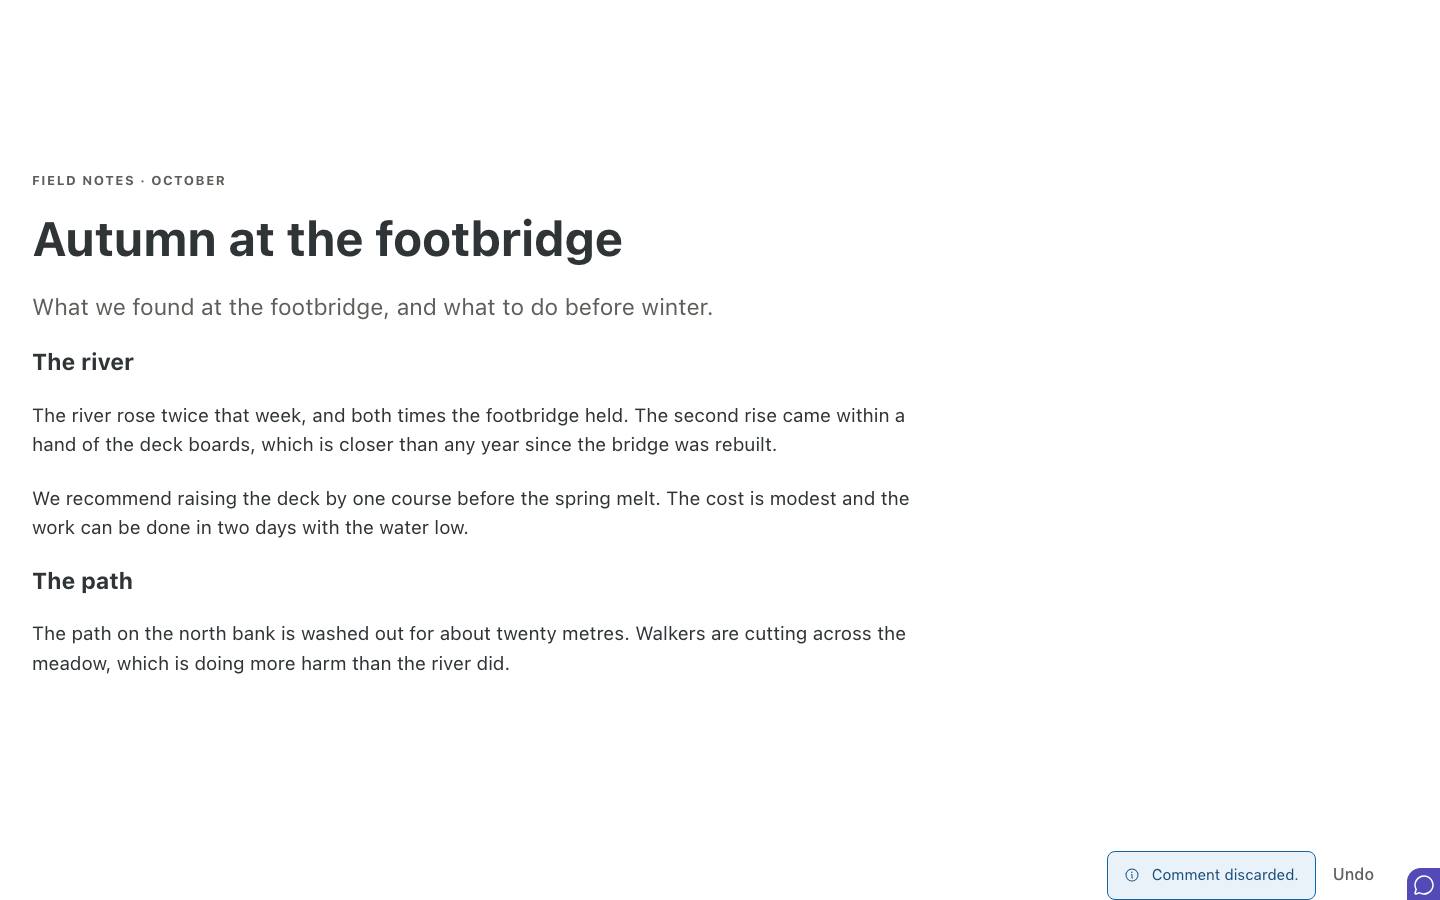 FIELD NOTES · OCTOBER
Autumn at the footbridge
What we found at the footbridge, and what to do before winter.
The river
The river rose twice that week, and both times the footbridge held. The second rise came within a
hand of the deck boards, which is closer than any year since the bridge was rebuilt.
We recommend raising the deck by one course before the spring melt. The cost is modest and the
work can be done in two days with the water low.
The path
The path on the north bank is washed out for about twenty metres. Walkers are cutting across the
meadow, which is doing more harm than the river did.
Comment discarded.
Undo